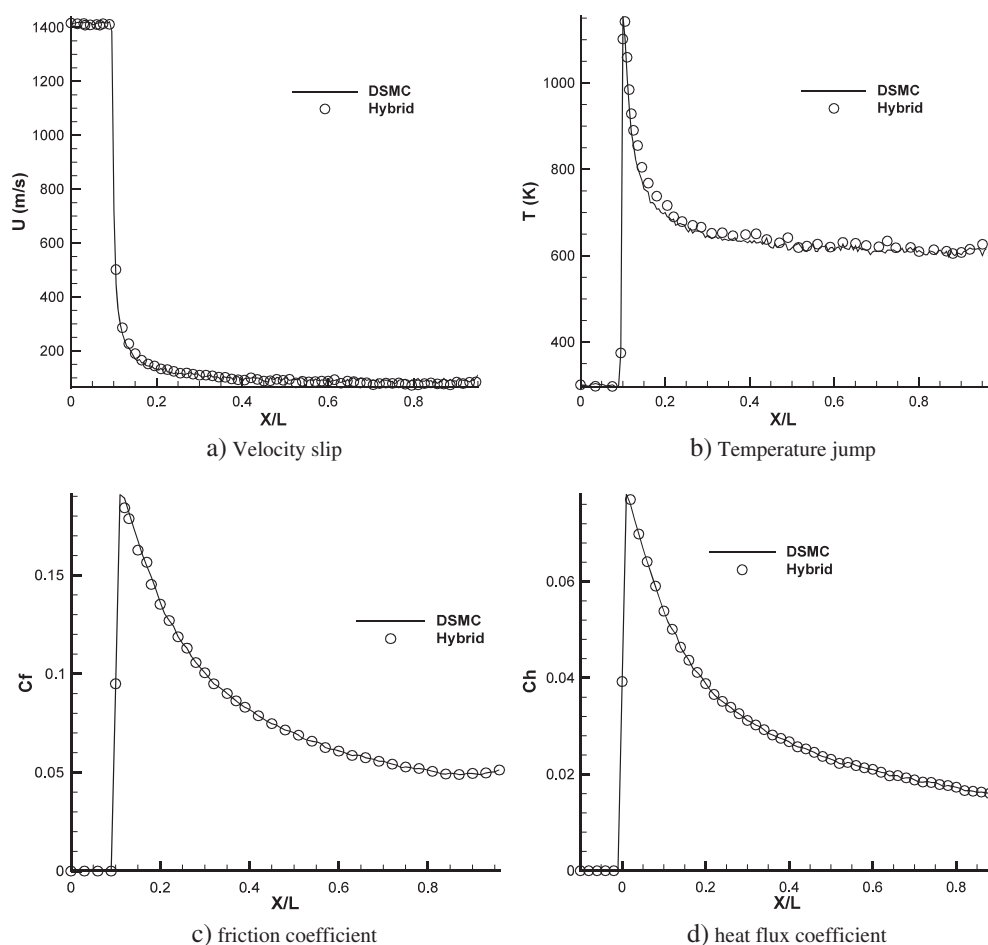 1400
1200
1000
800
600
400
200
U (m/s)
DSMC
Hybrid
0
0.2
0.4
0.6
0.8
X/L
a) Velocity slip
1000
800
600
400
T (K)
DSMC
Hybrid
0
0.2
0.4
0.6
0.8
X/L
b) Temperature jump
0.15
0.1
0.05
0
Cf
DSMC
Hybrid
0
0.2
0.4
0.6
0.8
X/L
c) friction coefficient
0.06
0.04
0.02
0
Ch
DSMC
Hybrid
0
0.2
0.4
0.6
0.8
X/L
d) heat flux coefficient